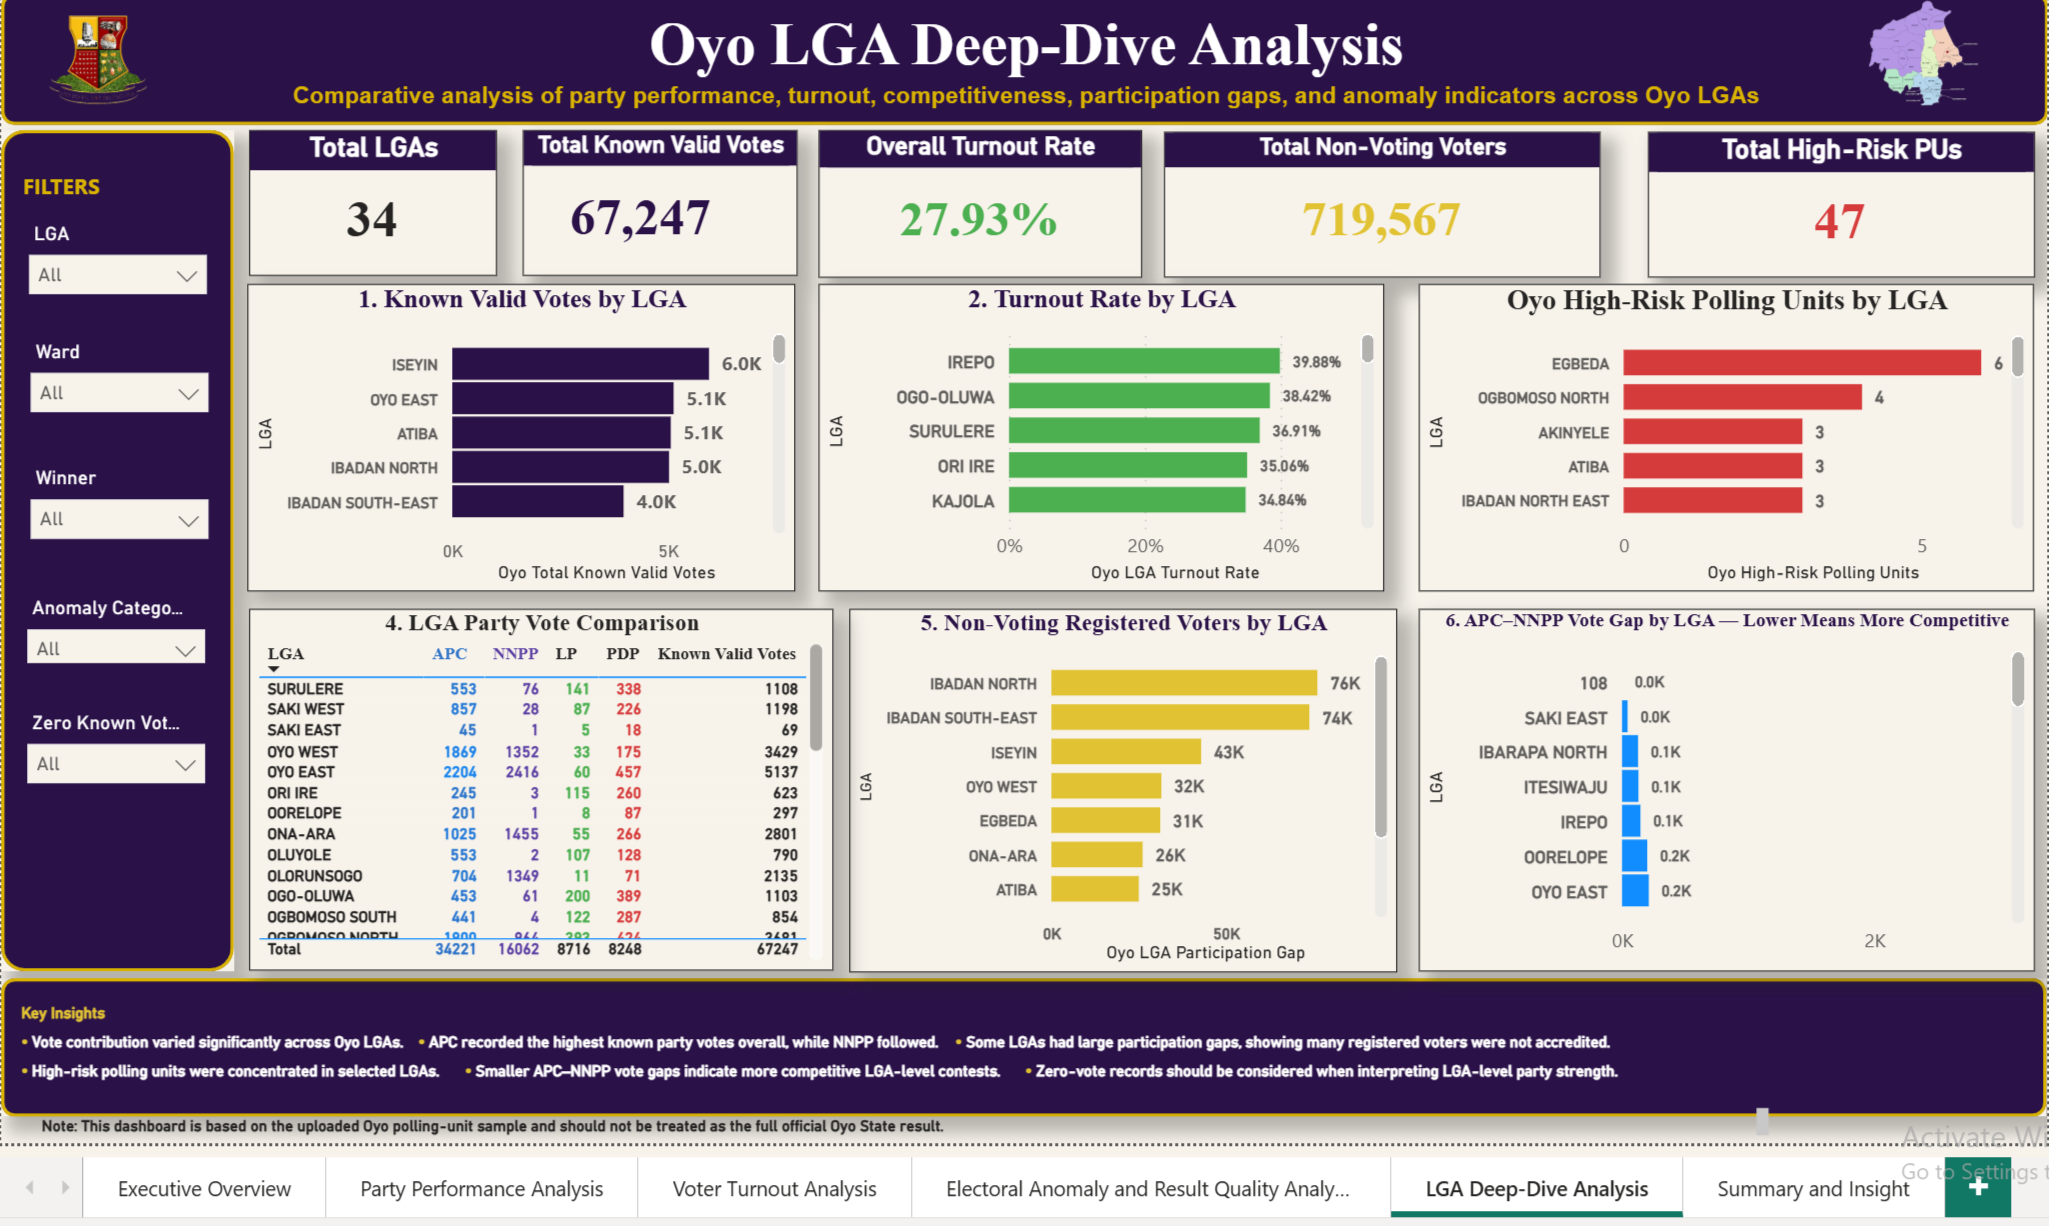 Oyo LGA Deep-Dive Analysis
Comparative analysis of party performance, turnout, competitiveness, participation gaps, and anomaly indicators across Oyo LGAs
FILTERS
LGA
All
Ward
All
Winner
All
Anomaly Catego...
All
Zero Known Vot...
All
Total LGAs
34
Total Known Valid Votes
67,247
Overall Turnout Rate
27.93%
Total Non-Voting Voters
719,567
Total High-Risk PUs
47
1. Known Valid Votes by LGA
LGA
ISEYIN 6.0K
OYO EAST 5.1K
ATIBA 5.1K
IBADAN NORTH 5.0K
IBADAN SOUTH-EAST 4.0K
0K 5K
Oyo Total Known Valid Votes
2. Turnout Rate by LGA
LGA
IREPO 39.88%
OGO-OLUWA 38.42%
SURULERE 36.91%
ORI IRE 35.06%
KAJOLA 34.84%
0% 20% 40%
Oyo LGA Turnout Rate
Oyo High-Risk Polling Units by LGA
LGA
EGBEDA 6
OGBOMOSO NORTH 4
AKINYELE 3
ATIBA 3
IBADAN NORTH EAST 3
0 5
Oyo High-Risk Polling Units
4. LGA Party Vote Comparison
LGA APC NNPP LP PDP Known Valid Votes
SURULERE 553 76 141 338 1108
SAKI WEST 857 28 87 226 1198
SAKI EAST 45 1 5 18 69
OYO WEST 1869 1352 33 175 3429
OYO EAST 2204 2416 60 457 5137
ORI IRE 245 3 115 260 623
OORELOPE 201 1 8 87 297
ONA-ARA 1025 1455 55 266 2801
OLUYOLE 553 2 107 128 790
OLORUNSOGO 704 1349 11 71 2135
OGO-OLUWA 453 61 200 389 1103
OGBOMOSO SOUTH 441 4 122 287 854
OGBOMOSO NORTH
Total 34221 16062 8716 8248 67247
5. Non-Voting Registered Voters by LGA
LGA
IBADAN NORTH 76K
IBADAN SOUTH-EAST 74K
ISEYIN 43K
OYO WEST 32K
EGBEDA 31K
ONA-ARA 26K
ATIBA 25K
0K 50K
Oyo LGA Participation Gap
6. APC–NNPP Vote Gap by LGA — Lower Means More Competitive
LGA
108 0.0K
SAKI EAST 0.0K
IBARAPA NORTH 0.1K
ITESIWAJU 0.1K
IREPO 0.1K
OORELOPE 0.2K
OYO EAST 0.2K
0K 2K
Key Insights
• Vote contribution varied significantly across Oyo LGAs. • APC recorded the highest known party votes overall, while NNPP followed. • Some LGAs had large participation gaps, showing many registered voters were not accredited.
• High-risk polling units were concentrated in selected LGAs. • Smaller APC–NNPP vote gaps indicate more competitive LGA-level contests. • Zero-vote records should be considered when interpreting LGA-level party strength.
Note: This dashboard is based on the uploaded Oyo polling-unit sample and should not be treated as the full official Oyo State result.
Activate Wi
Go to Settings t
Executive Overview
Party Performance Analysis
Voter Turnout Analysis
Electoral Anomaly and Result Quality Analy...
LGA Deep-Dive Analysis
Summary and Insight
+